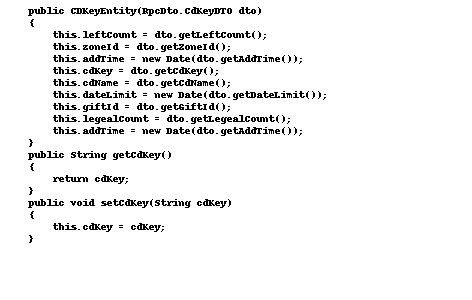 public CDKeyEntity(RpcDto.CdKeyDTO dto)
{
this.leftCount = dto.getLeftCount();
this.zoneId = dto.getZoneId();
this.addTime = new Date(dto.getAddTime());
this.cdKey = dto.getCdKey();
this.cdName = dto.getCdName();
this.dateLimit = new Date(dto.getDateLimit());
this.giftId = dto.getGiftId();
this.legealCount = dto.getLegealCount();
this.addTime = new Date(dto.getAddTime());
}
public String getCdKey()
{
return cdKey;
}
public void setCdKey(String cdKey)
{
this.cdKey = cdKey;
}